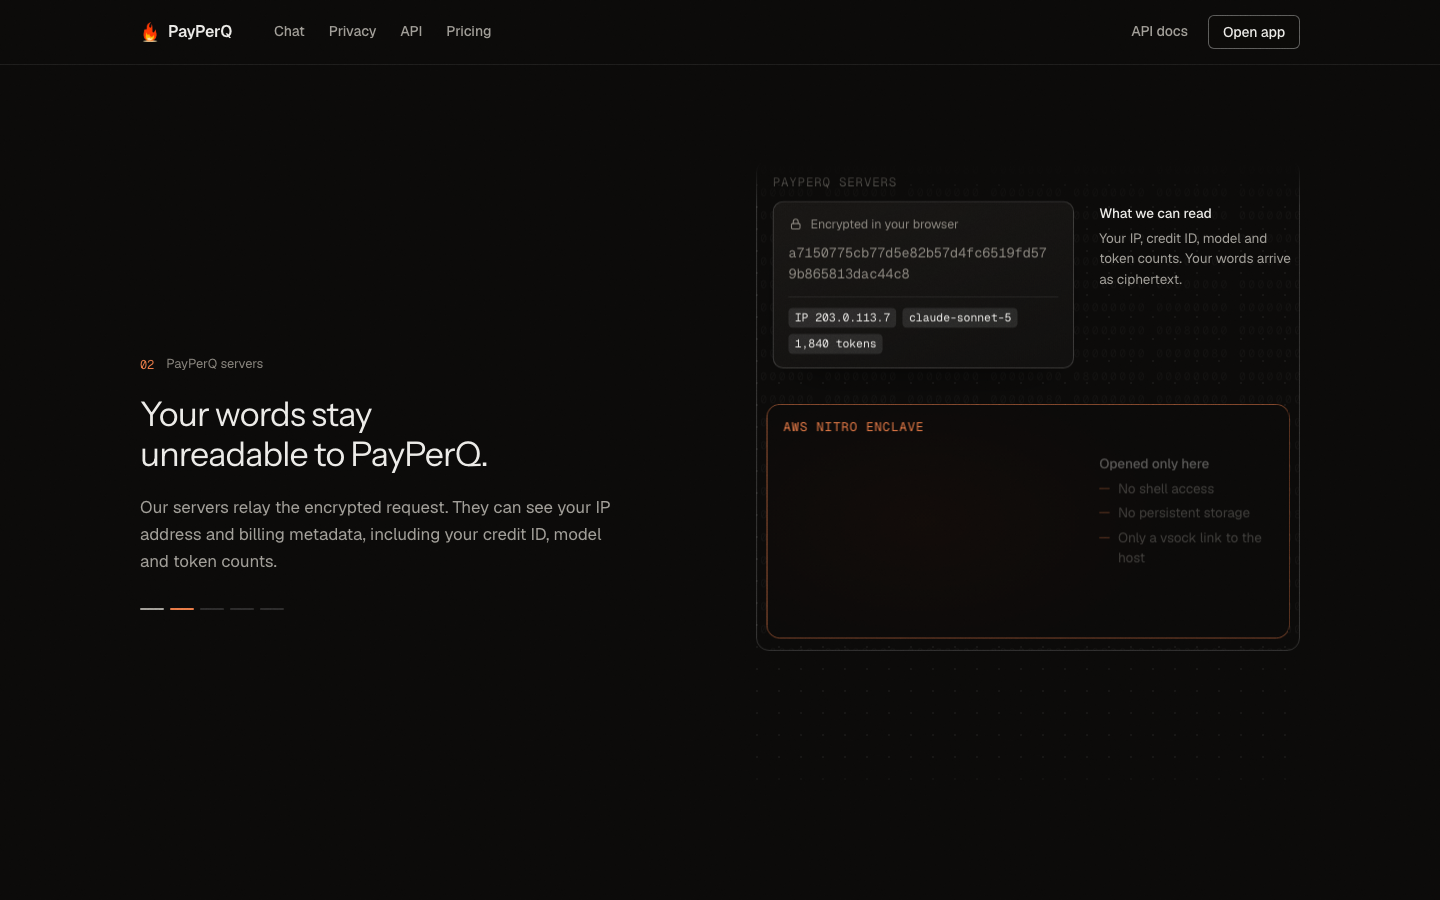 PayPerQ
Chat
Privacy
API
Pricing
API docs
Open app
02 PayPerQ servers
Your words stay
unreadable to PayPerQ.
Our servers relay the encrypted request. They can see your IP
address and billing metadata, including your credit ID, model
and token counts.
PAYPERQ SERVERS
Encrypted in your browser
a7150775cb77d5e82b57d4fc6519fd57
9b865813dac44c8
IP 203.0.113.7 claude-sonnet-5
1,840 tokens
What we can read
Your IP, credit ID, model and
token counts. Your words arrive
as ciphertext.
AWS NITRO ENCLAVE
Opened only here
No shell access
No persistent storage
Only a vsock link to the
host